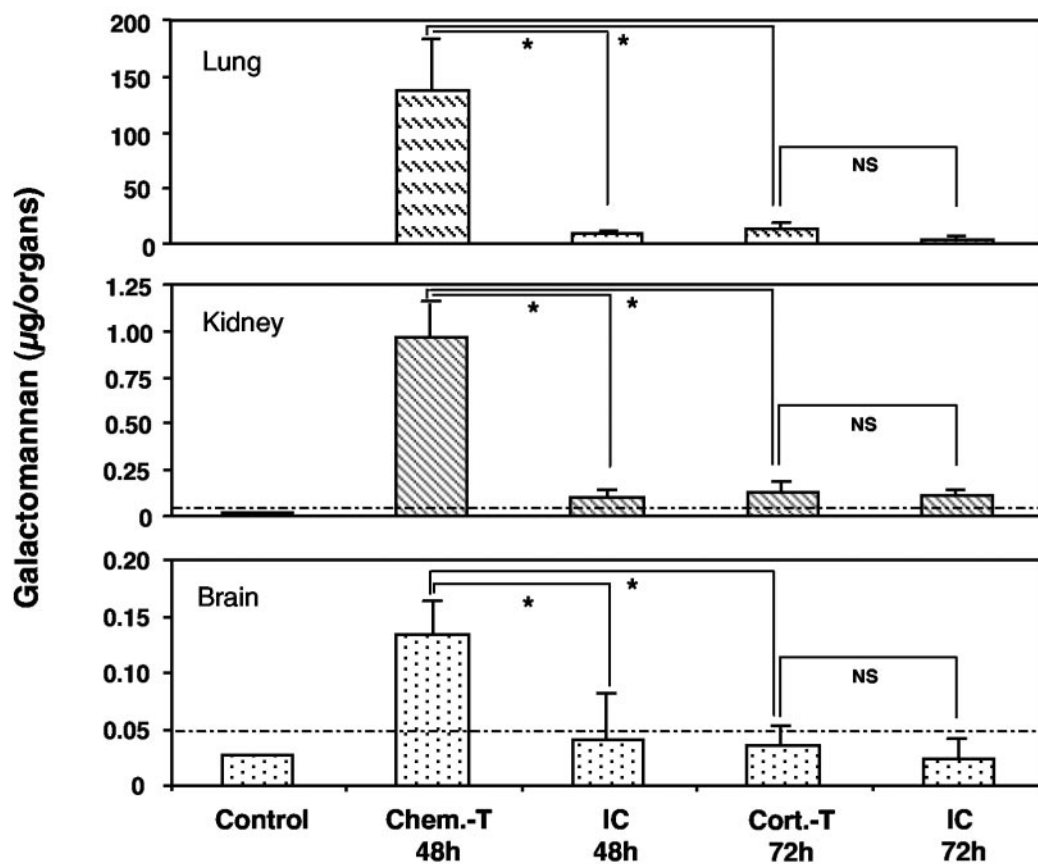 Galactomannan (µg/organs)
200
150
100
50
0
Lung
*
*
NS
1.25
1.00
0.75
0.50
0.25
0
Kidney
*
*
NS
0.20
0.15
0.10
0.05
0
Brain
*
*
NS
Control Chem.-T IC Cort.-T IC
48h 48h 72h 72h